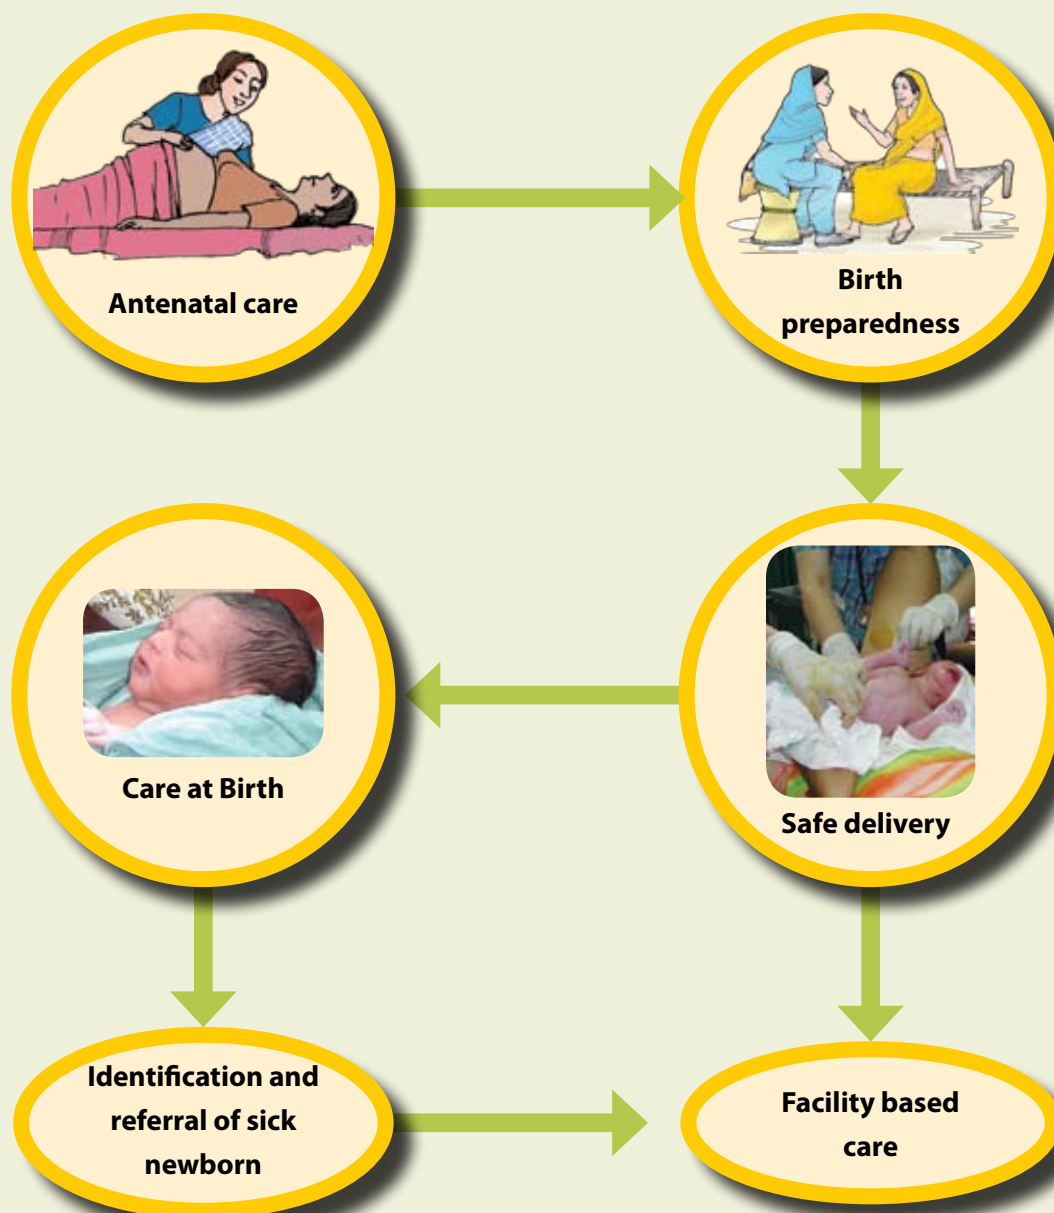 Antenatal care
Birth
preparedness
Care at Birth
Safe delivery
Identification and
referral of sick
newborn
Facility based
care